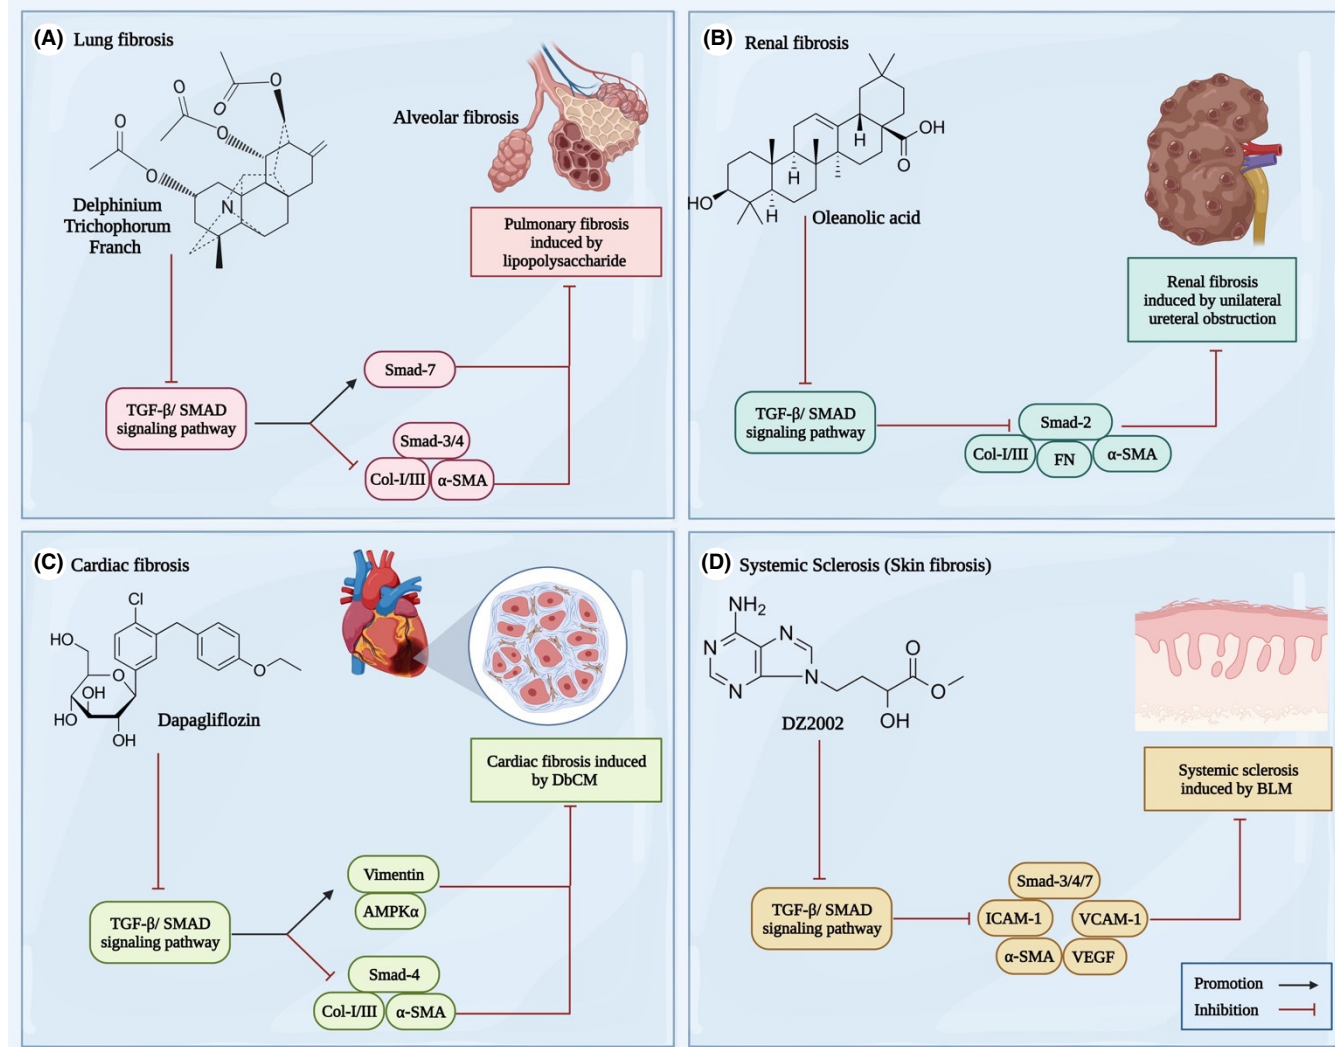 (A) Lung fibrosis
O
O
O
O
O
O
N
Delphinium
Trichophorum
Franch
Alveolar fibrosis
Pulmonary fibrosis
induced by
lipopolysaccharide
TGF-β/ SMAD
signaling pathway
Smad-7
Smad-3/4
Col-I/III
α-SMA
(B) Renal fibrosis
H
OH
O
H
HO
H
Oleanolic acid
Renal fibrosis
induced by unilateral
ureteral obstruction
TGF-β/ SMAD
signaling pathway
Smad-2
Col-I/III
FN
α-SMA
(C) Cardiac fibrosis
Cl
HO
O
O
OH
HO
OH
Dapagliflozin
Cardiac fibrosis induced
by DbCM
TGF-β/ SMAD
signaling pathway
Vimentin
AMPKα
Smad-4
Col-I/III
α-SMA
(D) Systemic Sclerosis (Skin fibrosis)
NH2
N
N
N
N
O
O
OH
DZ2002
Systemic sclerosis
induced by BLM
TGF-β/ SMAD
signaling pathway
Smad-3/4/7
ICAM-1
VCAM-1
α-SMA
VEGF
Promotion
Inhibition